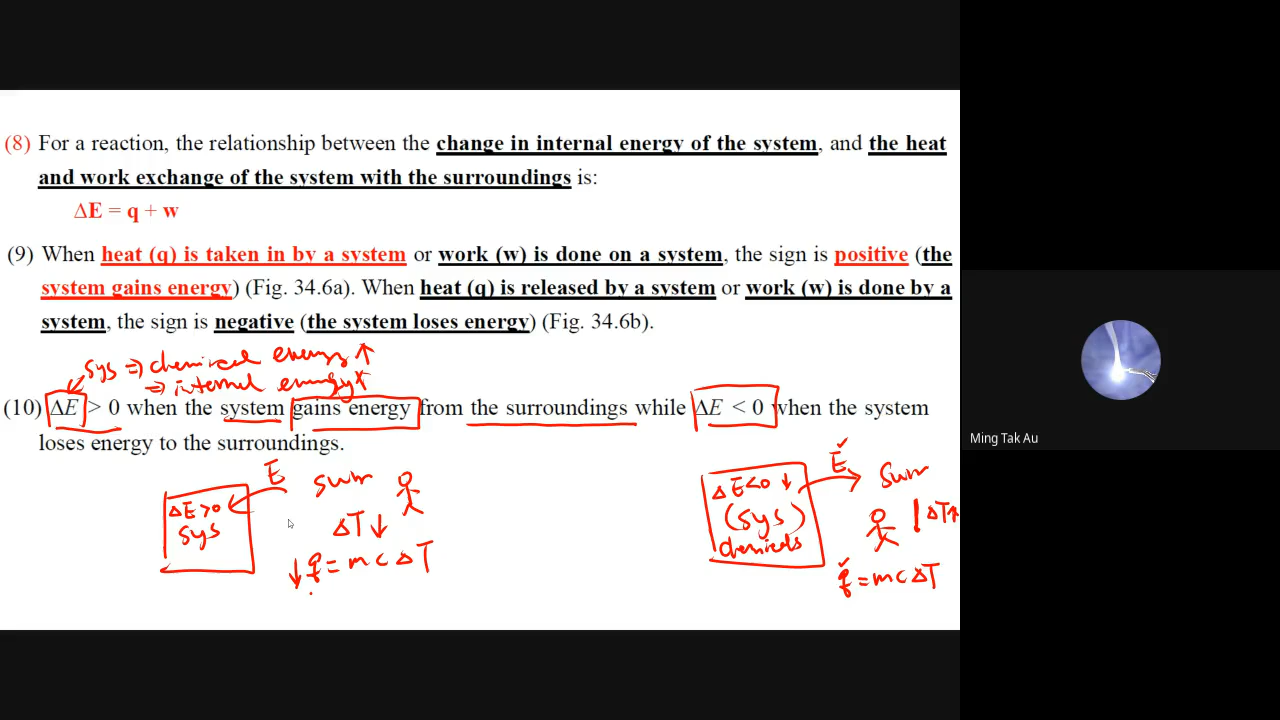 (8) For a reaction, the relationship between the change in internal energy of the system, and the heat
and work exchange of the system with the surroundings is:
ΔE = q + w
(9) When heat (q) is taken in by a system or work (w) is done on a system, the sign is positive (the
system gains energy) (Fig. 34.6a). When heat (q) is released by a system or work (w) is done by a
system, the sign is negative (the system loses energy) (Fig. 34.6b).
sys ⇒ chemical energy ↑
⇒ internal energy ↑
(10) ΔE > 0 when the system gains energy from the surroundings while ΔE < 0 when the system
loses energy to the surroundings.
E
surr
ΔE>0
sys
ΔT↓
↓q = mcΔT
E
surr
ΔE<0 ↓
(sys)
chemicals
ΔT↑
q = mcΔT
Ming Tak Au